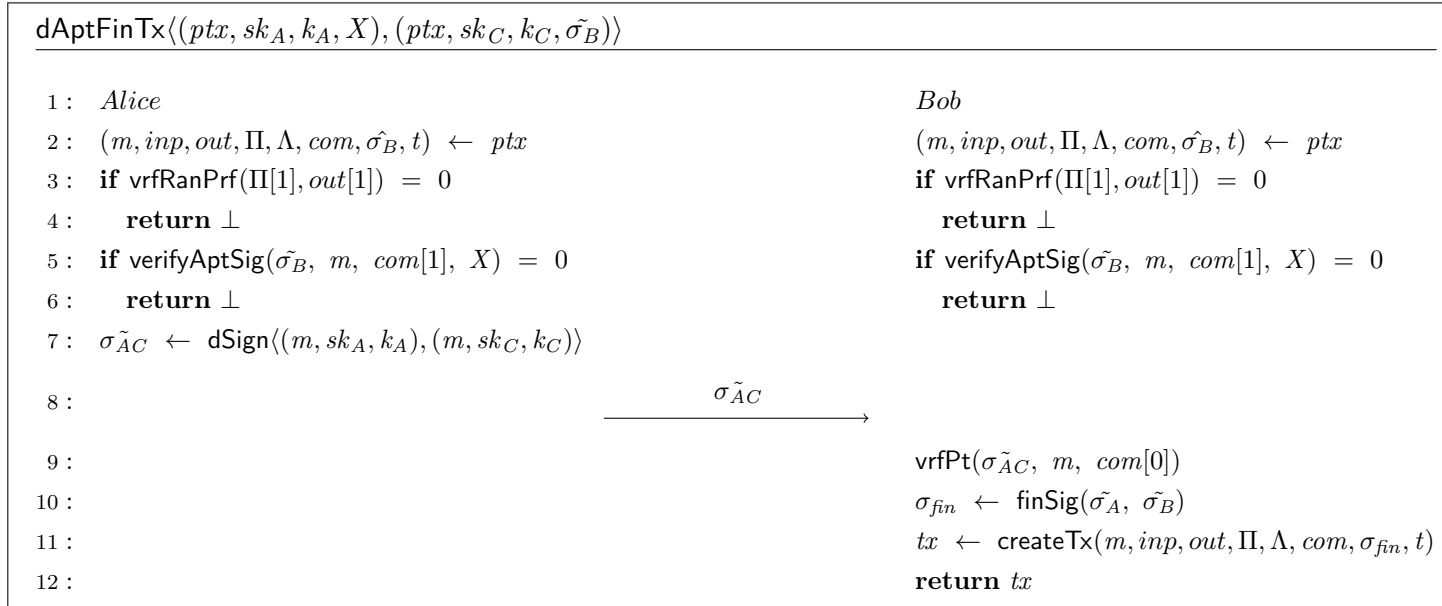 dAptFinTx⟨(ptx, sk_A, k_A, X), (ptx, sk_C, k_C, σ̃_B)⟩
1 : Alice Bob
2 : (m, inp, out, Π, Λ, com, σ̂_B, t) ← ptx (m, inp, out, Π, Λ, com, σ̂_B, t) ← ptx
3 : if vrfRanPrf(Π[1], out[1]) = 0 if vrfRanPrf(Π[1], out[1]) = 0
4 : return ⊥ return ⊥
5 : if verifyAptSig(σ̃_B, m, com[1], X) = 0 if verifyAptSig(σ̃_B, m, com[1], X) = 0
6 : return ⊥ return ⊥
7 : σ̃_AC ← dSign⟨(m, sk_A, k_A), (m, sk_C, k_C)⟩
8 : σ̃_AC
9 : vrfPt(σ̃_AC, m, com[0])
10 : σ_fin ← finSig(σ̃_A, σ̃_B)
11 : tx ← createTx(m, inp, out, Π, Λ, com, σ_fin, t)
12 : return tx